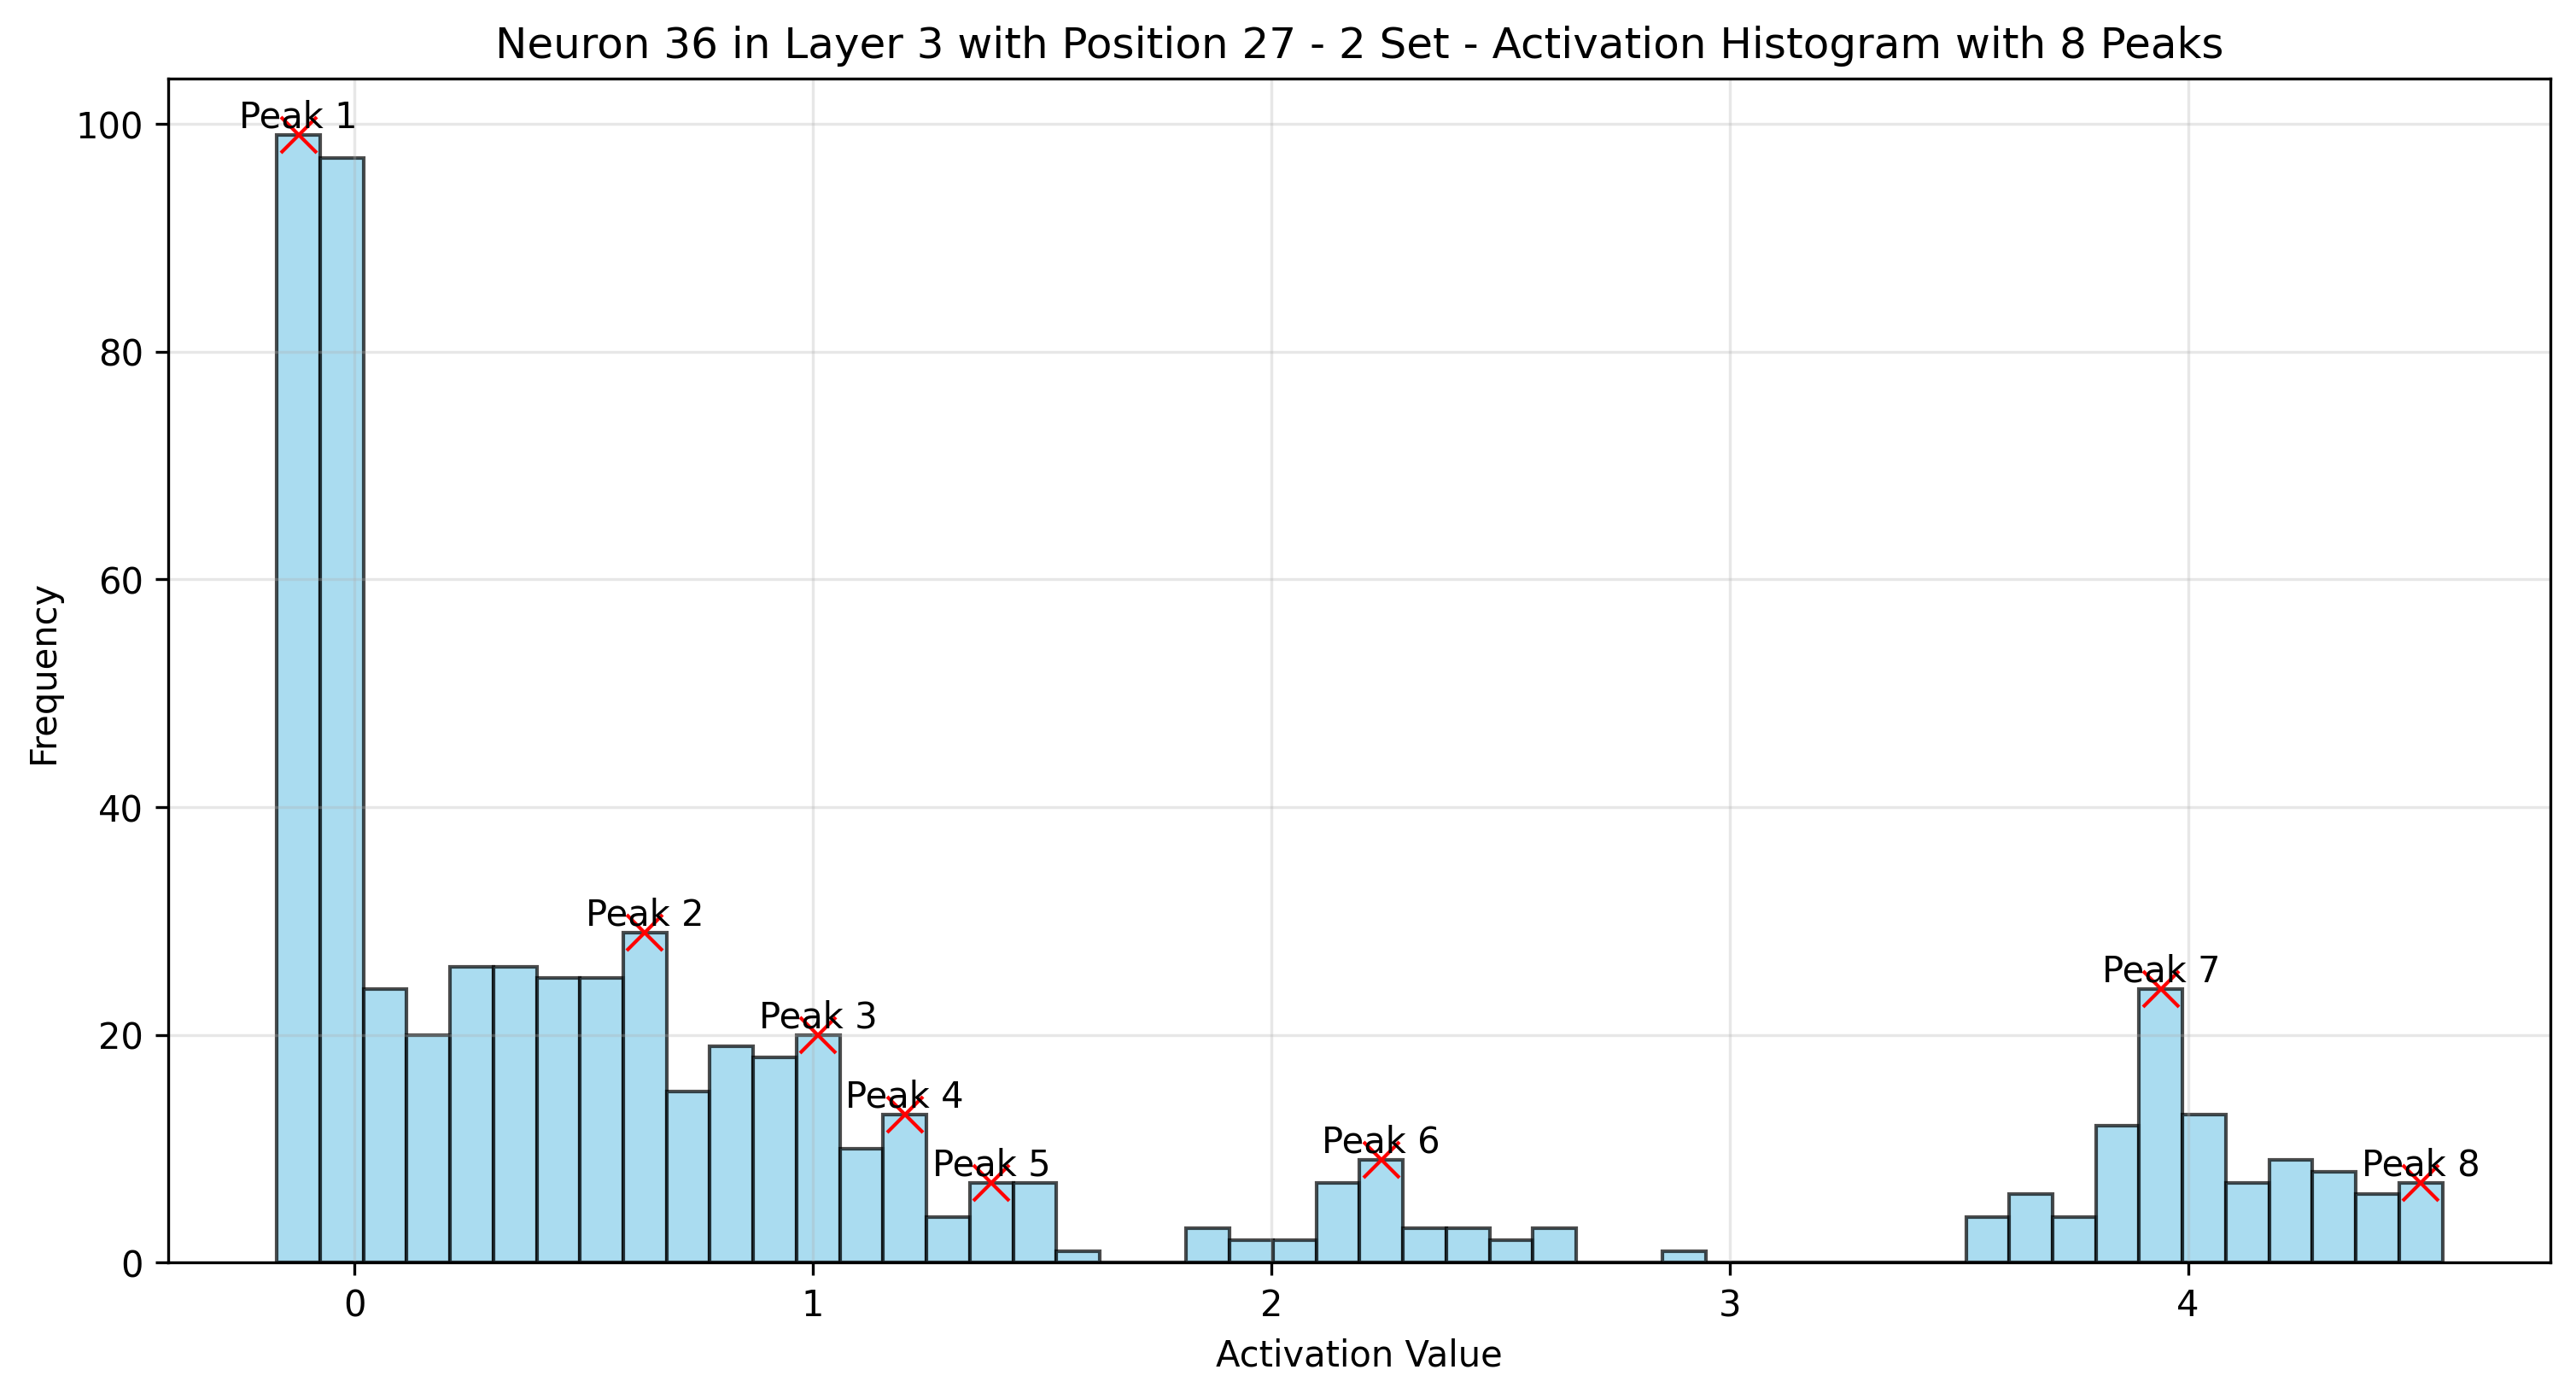 Neuron 36 in Layer 3 with Position 27 - 2 Set - Activation Histogram with 8 Peaks
100
80
60
40
20
0
Frequency
Peak 1
Peak 2
Peak 3
Peak 4
Peak 5
Peak 6
Peak 7
Peak 8
0
1
2
3
4
Activation Value